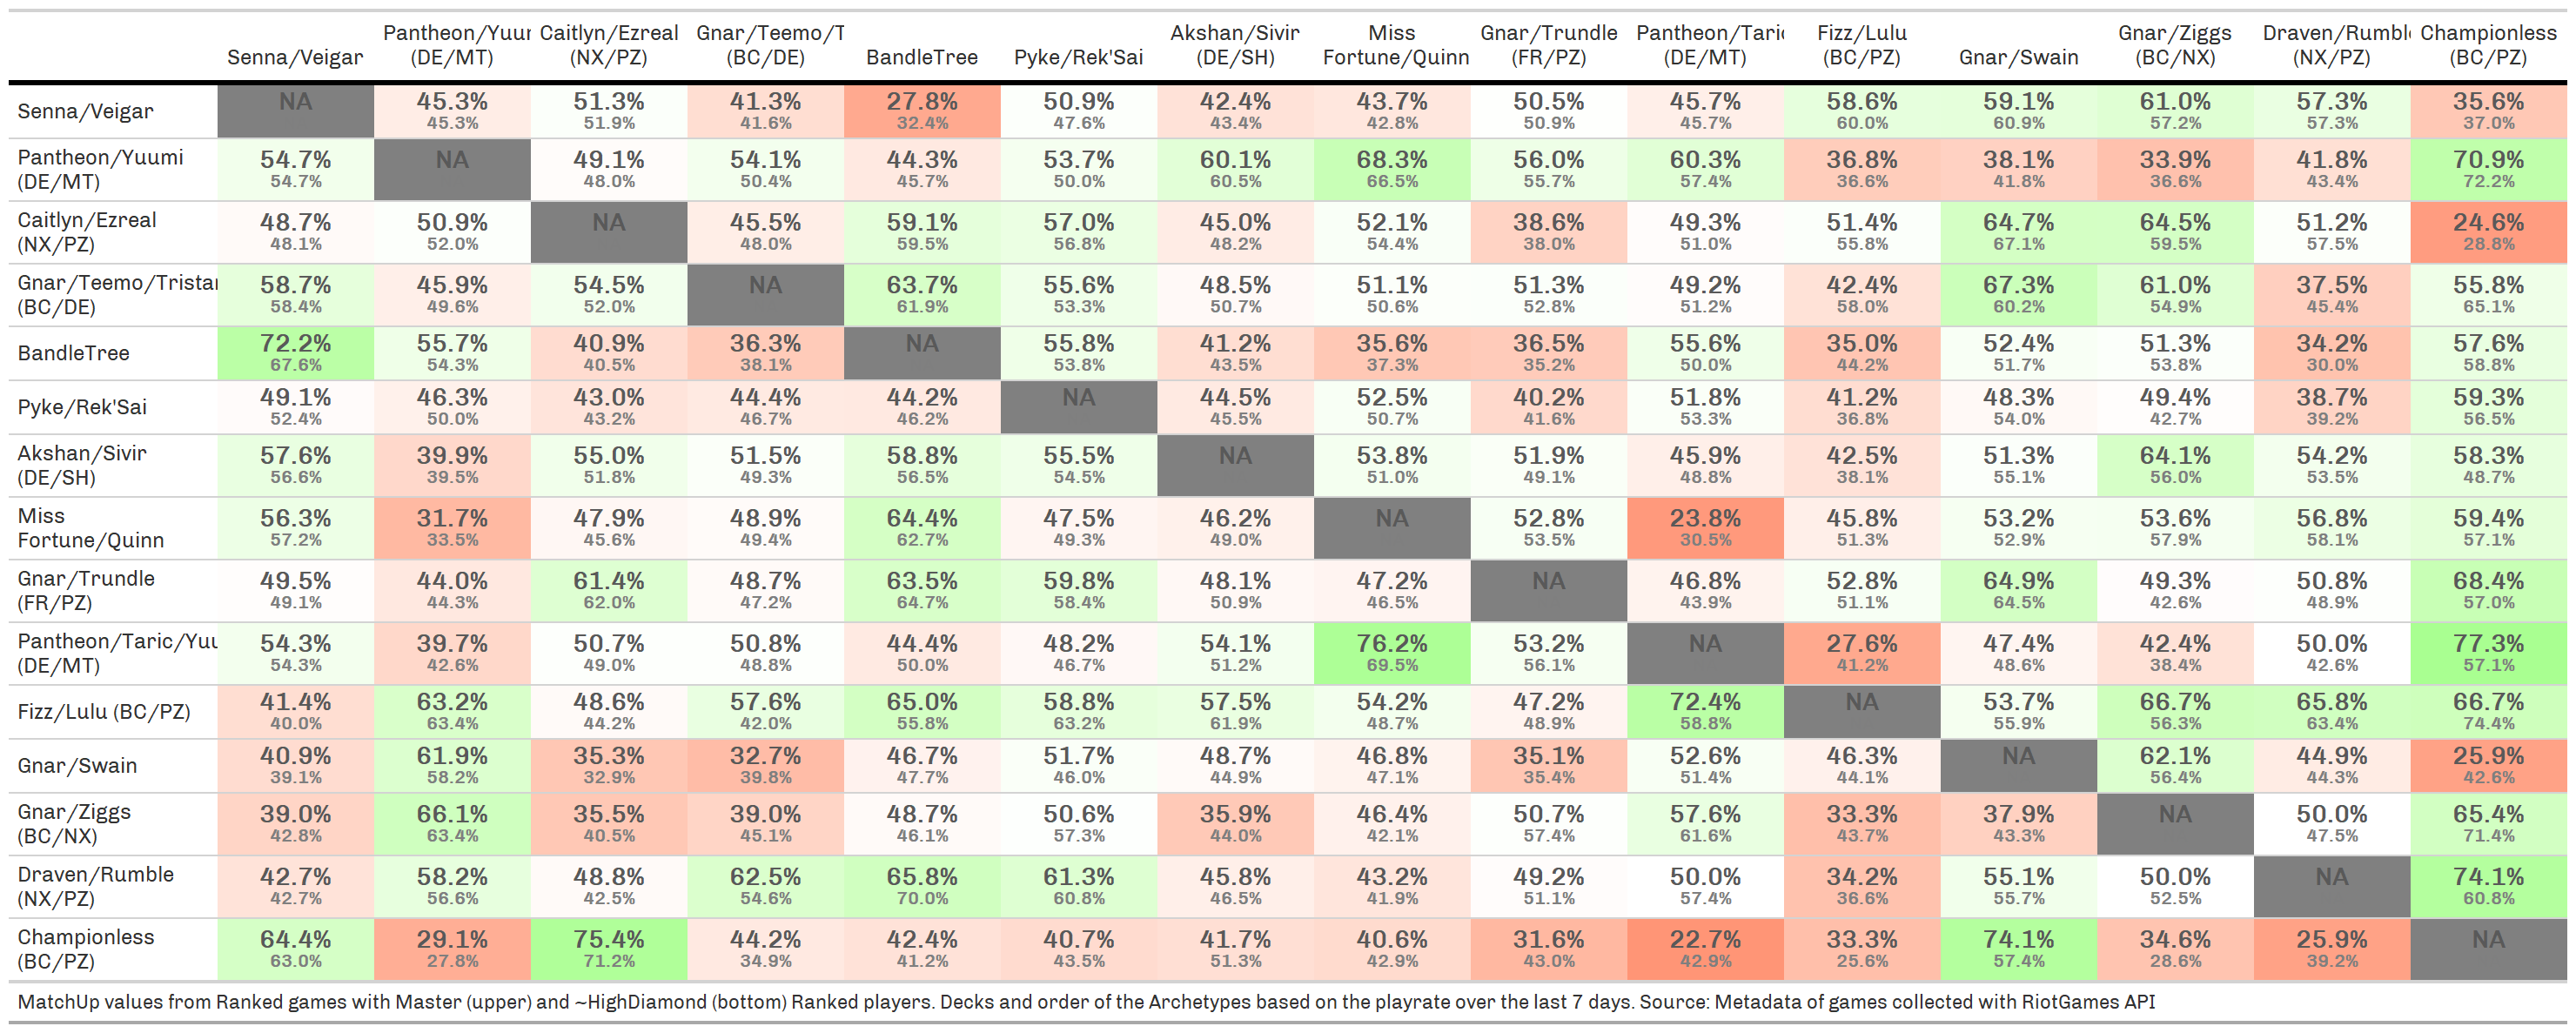 Senna/Veigar Pantheon/Yuur (DE/MT) Caitlyn/Ezreal (NX/PZ) Gnar/Teemo/T (BC/DE) BandleTree Pyke/Rek'Sai Akshan/Sivir (DE/SH) Miss Fortune/Quinn Gnar/Trundle (FR/PZ) Pantheon/Taric (DE/MT) Fizz/Lulu (BC/PZ) Gnar/Swain Gnar/Ziggs (BC/NX) Draven/Rumble (NX/PZ) Championless (BC/PZ)
Senna/Veigar
NA 45.3% 51.3% 41.3% 27.8% 50.9% 42.4% 43.7% 50.5% 45.7% 58.6% 59.1% 61.0% 57.3% 35.6%
45.3% 51.9% 41.6% 32.4% 47.6% 43.4% 42.8% 50.9% 45.7% 60.0% 60.9% 57.2% 57.3% 37.0%
Pantheon/Yuumi (DE/MT)
54.7% NA 49.1% 54.1% 44.3% 53.7% 60.1% 68.3% 56.0% 60.3% 36.8% 38.1% 33.9% 41.8% 70.9%
54.7% 48.0% 50.4% 45.7% 50.0% 60.5% 66.5% 55.7% 57.4% 36.6% 41.8% 36.6% 43.4% 72.2%
Caitlyn/Ezreal (NX/PZ)
48.7% 50.9% NA 45.5% 59.1% 57.0% 45.0% 52.1% 38.6% 49.3% 51.4% 64.7% 64.5% 51.2% 24.6%
48.1% 52.0% 48.0% 59.5% 56.8% 48.2% 54.4% 38.0% 51.0% 55.8% 67.1% 59.5% 57.5% 28.8%
Gnar/Teemo/Tristar (BC/DE)
58.7% 45.9% 54.5% NA 63.7% 55.6% 48.5% 51.1% 51.3% 49.2% 42.4% 67.3% 61.0% 37.5% 55.8%
58.4% 49.6% 52.0% 61.9% 53.3% 50.7% 50.6% 52.8% 51.2% 58.0% 60.2% 54.9% 45.4% 65.1%
BandleTree
72.2% 55.7% 40.9% 36.3% NA 55.8% 41.2% 35.6% 36.5% 55.6% 35.0% 52.4% 51.3% 34.2% 57.6%
67.6% 54.3% 40.5% 38.1% 53.8% 43.5% 37.3% 35.2% 50.0% 44.2% 51.7% 53.8% 30.0% 58.8%
Pyke/Rek'Sai
49.1% 46.3% 43.0% 44.4% 44.2% NA 44.5% 52.5% 40.2% 51.8% 41.2% 48.3% 49.4% 38.7% 59.3%
52.4% 50.0% 43.2% 46.7% 46.2% 45.5% 50.7% 41.6% 53.3% 36.8% 54.0% 42.7% 39.2% 56.5%
Akshan/Sivir (DE/SH)
57.6% 39.9% 55.0% 51.5% 58.8% 55.5% NA 53.8% 51.9% 45.9% 42.5% 51.3% 64.1% 54.2% 58.3%
56.6% 39.5% 51.8% 49.3% 56.5% 54.5% 51.0% 49.1% 48.8% 38.1% 55.1% 56.0% 53.5% 48.7%
Miss Fortune/Quinn
56.3% 31.7% 47.9% 48.9% 64.4% 47.5% 46.2% NA 52.8% 23.8% 45.8% 53.2% 53.6% 56.8% 59.4%
57.2% 33.5% 45.6% 49.4% 62.7% 49.3% 49.0% 53.5% 30.5% 51.3% 52.9% 57.9% 58.1% 57.1%
Gnar/Trundle (FR/PZ)
49.5% 44.0% 61.4% 48.7% 63.5% 59.8% 48.1% 47.2% NA 46.8% 52.8% 64.9% 49.3% 50.8% 68.4%
49.1% 44.3% 62.0% 47.2% 64.7% 58.4% 50.9% 46.5% 43.9% 51.1% 64.5% 42.6% 48.9% 57.0%
Pantheon/Taric/Yuu (DE/MT)
54.3% 39.7% 50.7% 50.8% 44.4% 48.2% 54.1% 76.2% 53.2% NA 27.6% 47.4% 42.4% 50.0% 77.3%
54.3% 42.6% 49.0% 48.8% 50.0% 46.7% 51.2% 69.5% 56.1% 41.2% 48.6% 38.4% 42.6% 57.1%
Fizz/Lulu (BC/PZ)
41.4% 63.2% 48.6% 57.6% 65.0% 58.8% 57.5% 54.2% 47.2% 72.4% NA 53.7% 66.7% 65.8% 66.7%
40.0% 63.4% 44.2% 42.0% 55.8% 63.2% 61.9% 48.7% 48.9% 58.8% 55.9% 56.3% 63.4% 74.4%
Gnar/Swain
40.9% 61.9% 35.3% 32.7% 46.7% 51.7% 48.7% 46.8% 35.1% 52.6% 46.3% NA 62.1% 44.9% 25.9%
39.1% 58.2% 32.9% 39.8% 47.7% 46.0% 44.9% 47.1% 35.4% 51.4% 44.1% 56.4% 44.3% 42.6%
Gnar/Ziggs (BC/NX)
39.0% 66.1% 35.5% 39.0% 48.7% 50.6% 35.9% 46.4% 50.7% 57.6% 33.3% 37.9% NA 50.0% 65.4%
42.8% 63.4% 40.5% 45.1% 46.1% 57.3% 44.0% 42.1% 57.4% 61.6% 43.7% 43.3% 47.5% 71.4%
Draven/Rumble (NX/PZ)
42.7% 58.2% 48.8% 62.5% 65.8% 61.3% 45.8% 43.2% 49.2% 50.0% 34.2% 55.1% 50.0% NA 74.1%
42.7% 56.6% 42.5% 54.6% 70.0% 60.8% 46.5% 41.9% 51.1% 57.4% 36.6% 55.7% 52.5% 60.8%
Championless (BC/PZ)
64.4% 29.1% 75.4% 44.2% 42.4% 40.7% 41.7% 40.6% 31.6% 22.7% 33.3% 74.1% 34.6% 25.9% NA
63.0% 27.8% 71.2% 34.9% 41.2% 43.5% 51.3% 42.9% 43.0% 42.9% 25.6% 57.4% 28.6% 39.2%
MatchUp values from Ranked games with Master (upper) and ~HighDiamond (bottom) Ranked players. Decks and order of the Archetypes based on the playrate over the last 7 days. Source: Metadata of games collected with RiotGames API